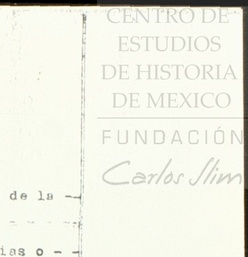 CENTRO DE
ESTUDIOS
DE HISTORIA
DE MEXICO
FUNDACIÓN
Carlos Slim
de la -
ias o - -